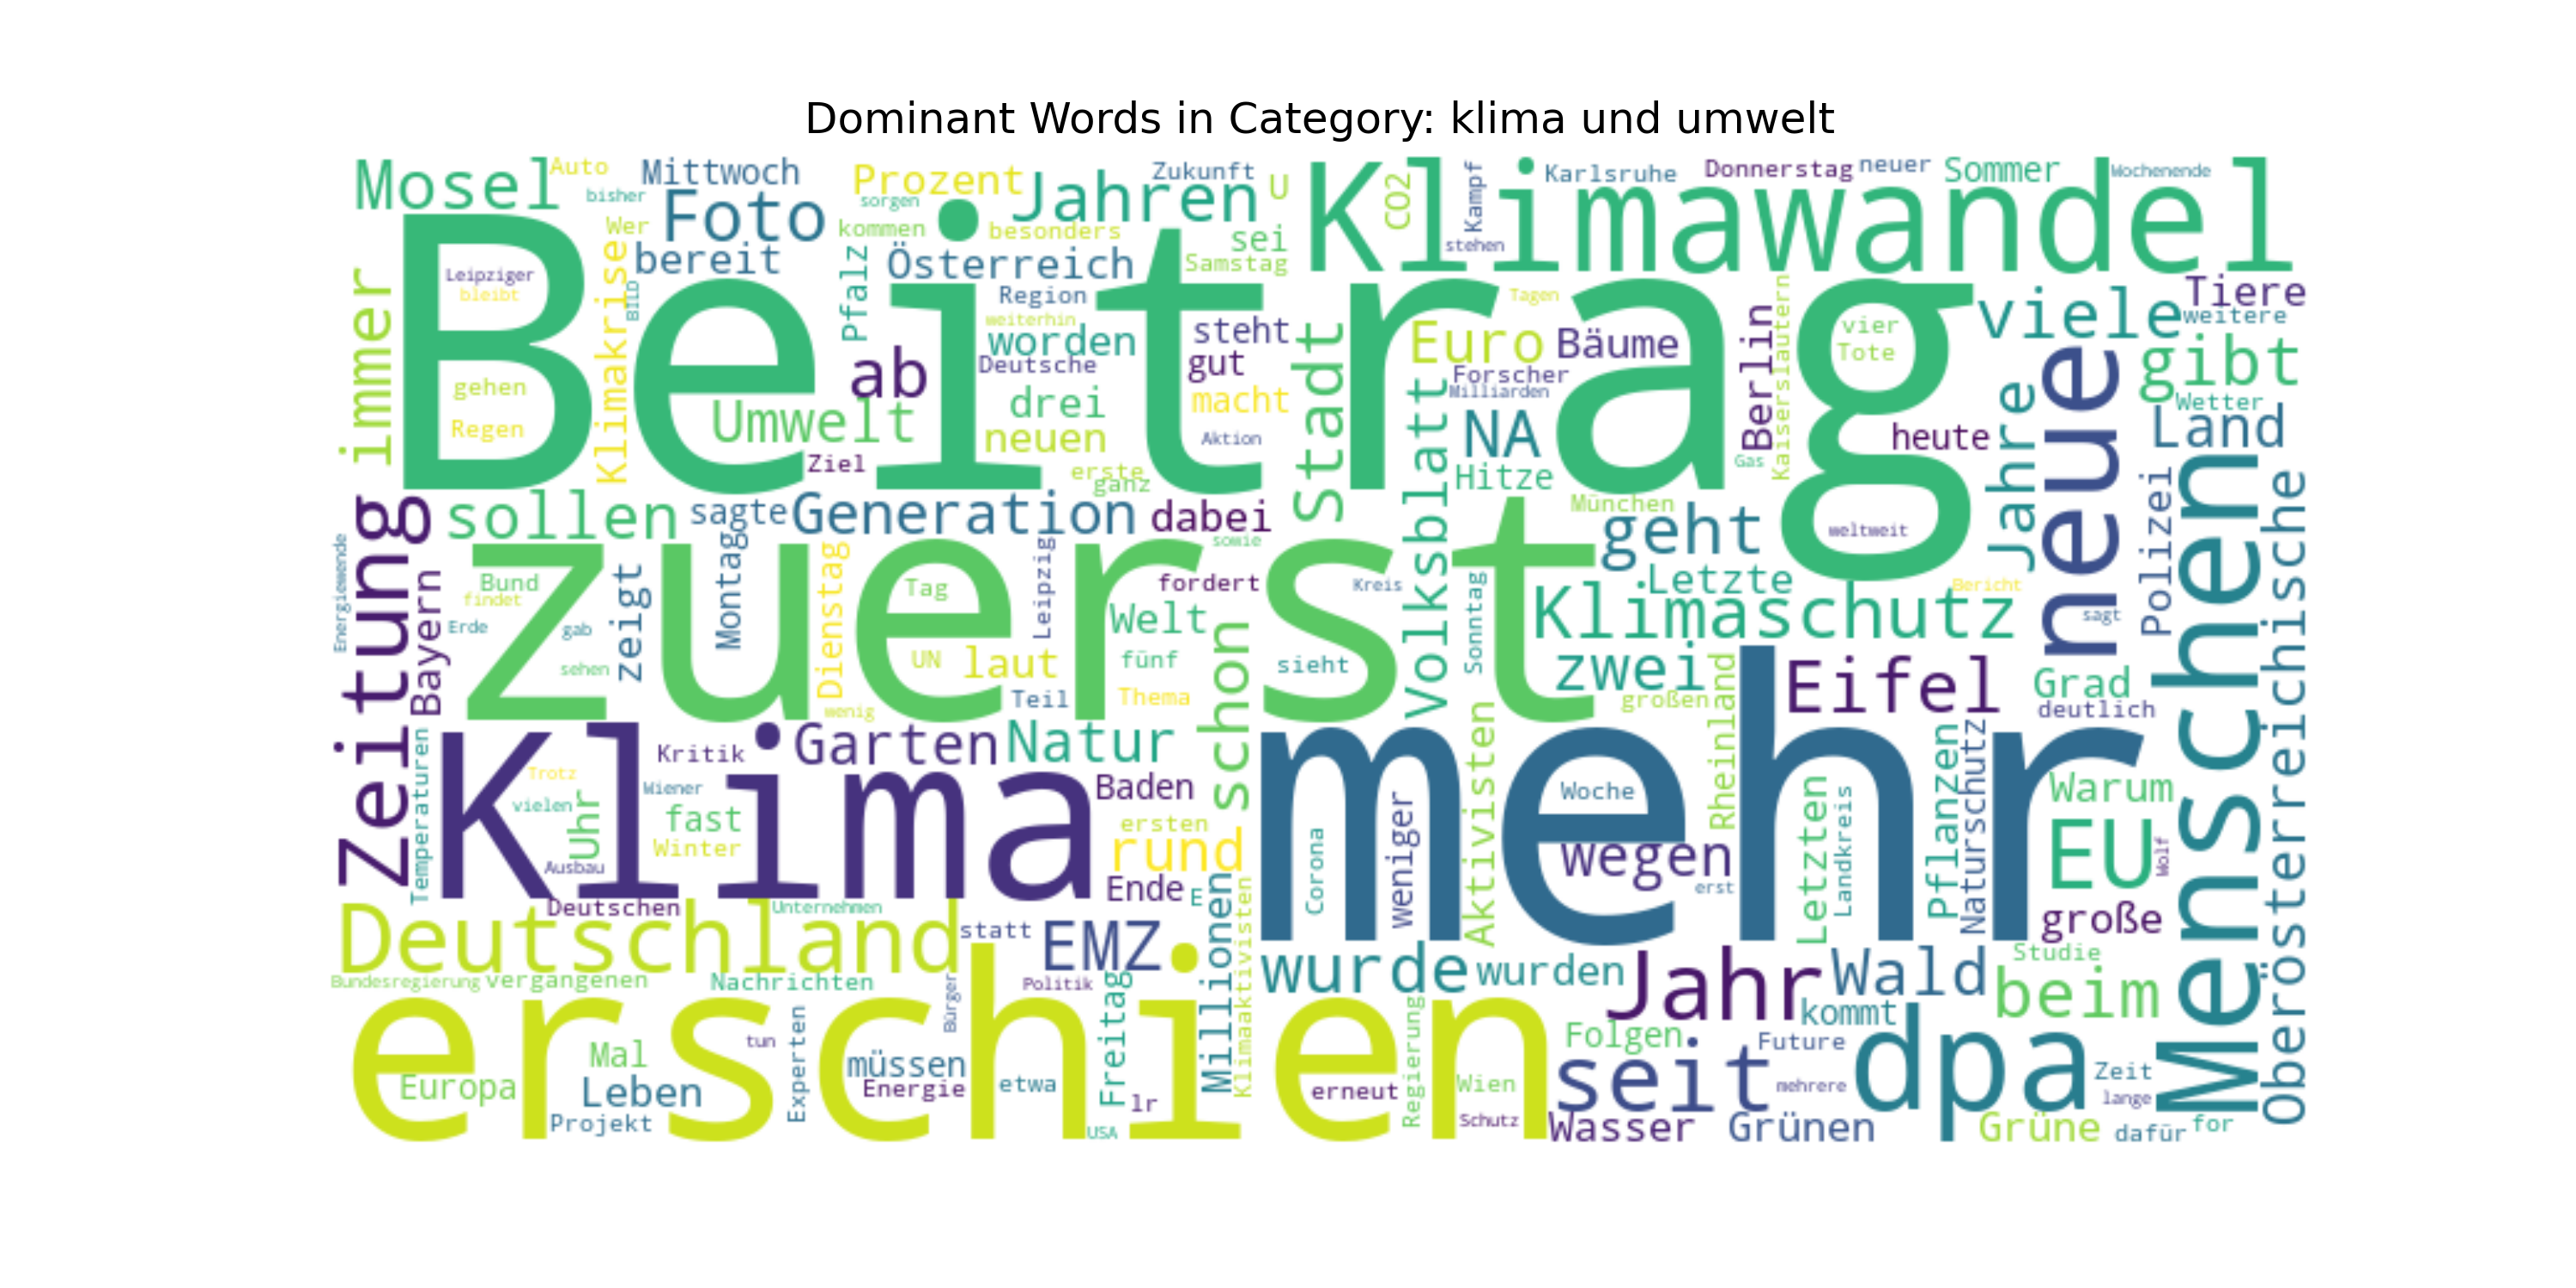 Dominant Words in Category: klima und umwelt
Mosel
Auto
bisher
Mittwoch
Foto
Wer
bereit
Prozent
sorgen
kommen
Jahren
besonders
Zukunft
U
sei
Samstag
Klimawandel
CO2
Kampf
stehen
Karlsruhe
Donnerstag
neuer
Sommer
Wochenende
Beitrag
immer
Leipziger
bleibt
gehen
Regen
Klimakrise
BILD
Pfalz
Österreich
Region
weiterhin
worden
Deutsche
steht
gut
ab
Umwelt
Ziel
drei
neuen
macht
Aktion
erste
ganz
Stadt
Euro
Tagen
Bäume
Forscher
Milliarden
NA
Hitze
Volksblatt
Berlin
Kaiserslautern
Gas
vier
Tote
heute
viele
Tiere
weitere
gibt
Wetter
Land
neue
Jahre
München
weltweit
Zeitung
sollen
sagte
Generation
dabei
sowie
geht
Letzte
Bericht
Klimaschutz
Polizei
sagt
Menschen
Oberösterreichische
zuerst
Energiewende
Bayern
Bund
findet
Erde
gab
sehen
zeigt
Montag
Dienstag
wenig
Tag
UN
laut
Leipzig
Teil
fordert
Welt
fünf
Thema
schon
sieht
Kreis
Sonntag
zwei
großen
Rheinland
Eifel
Grad
deutlich
Klima
Temperaturen
Trotz
vielen
Uhr
Ausbau
Kritik
Wiener
fast
Winter
Garten
Natur
Baden
ersten
rund
Ende
E
mehr
Corona
weniger
Aktivisten
Woche
wegen
erst
Letzten
Landkreis
Pflanzen
Naturschutz
Warum
EU
Wolf
große
Deutschland
Deutschen
Unternehmen
statt
EMZ
Bundesregierung
vergangenen
Nachrichten
Bürger
Politik
Freitag
Millionen
Klimaaktivisten
wurde
wurden
Jahr
Wald
Studie
beim
kommt
erschien
Europa
Mal
Leben
Projekt
tun
Experten
müssen
Energie
etwa
lr
USA
erneut
Regierung
Wien
Schutz
Folgen
seit
Future
mehrere
dpa
Zeit
lange
Wasser
Grünen
Grüne
dafür
for